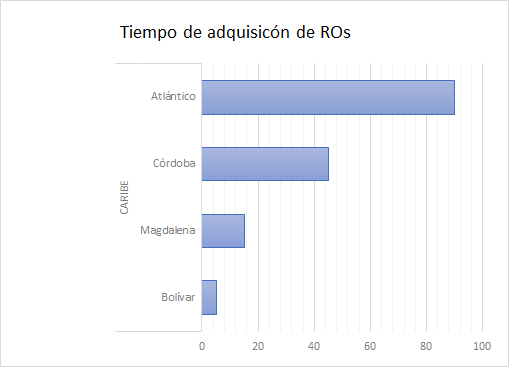 Tiempo de adquisicón de ROs
Atlántico
Córdoba
CARIBE
Magdalena
Bolívar
0 20 40 60 80 100